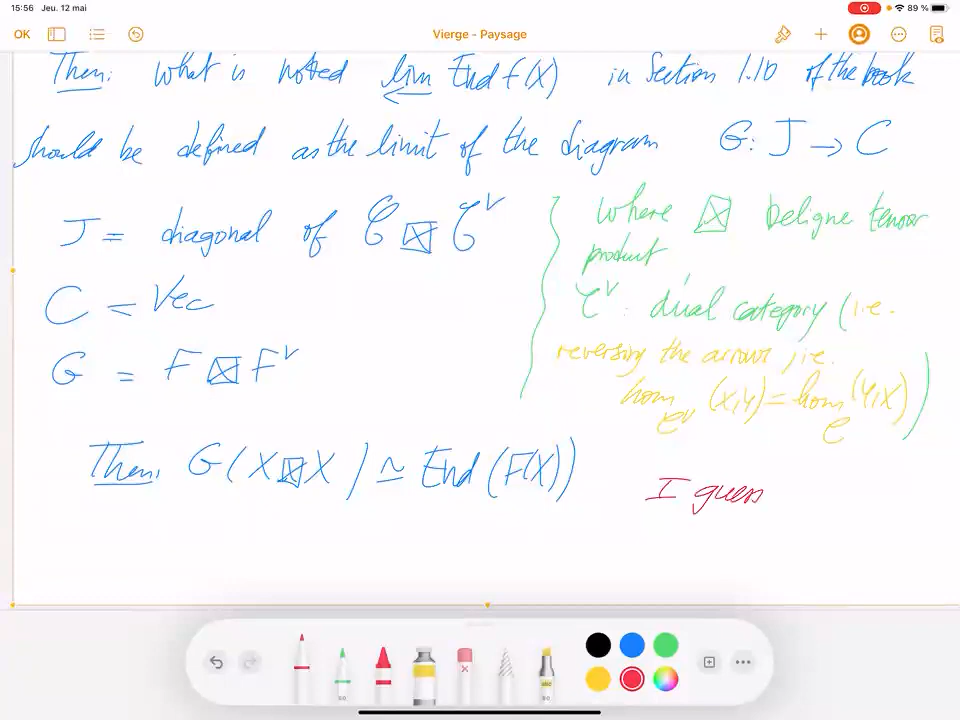 15:56 Jeu. 12 mai
89 %
OK
Vierge - Paysage
Then: What is noted lim End F(X) in Section 1.10 of the book
←
should be defined as the limit of the diagram G: J → C
J = diagonal of C ⊠ C^V
C = Vec
G = F ⊠ F^V
Where ⊠ Deligne tensor
product
C^V : dual category (i.e.
reversing the arrows, i.e.
hom_{C^V} (X,Y) = hom_C (Y,X) )
Then: G(X ⊠ X) ≃ End(F(X))
I guess